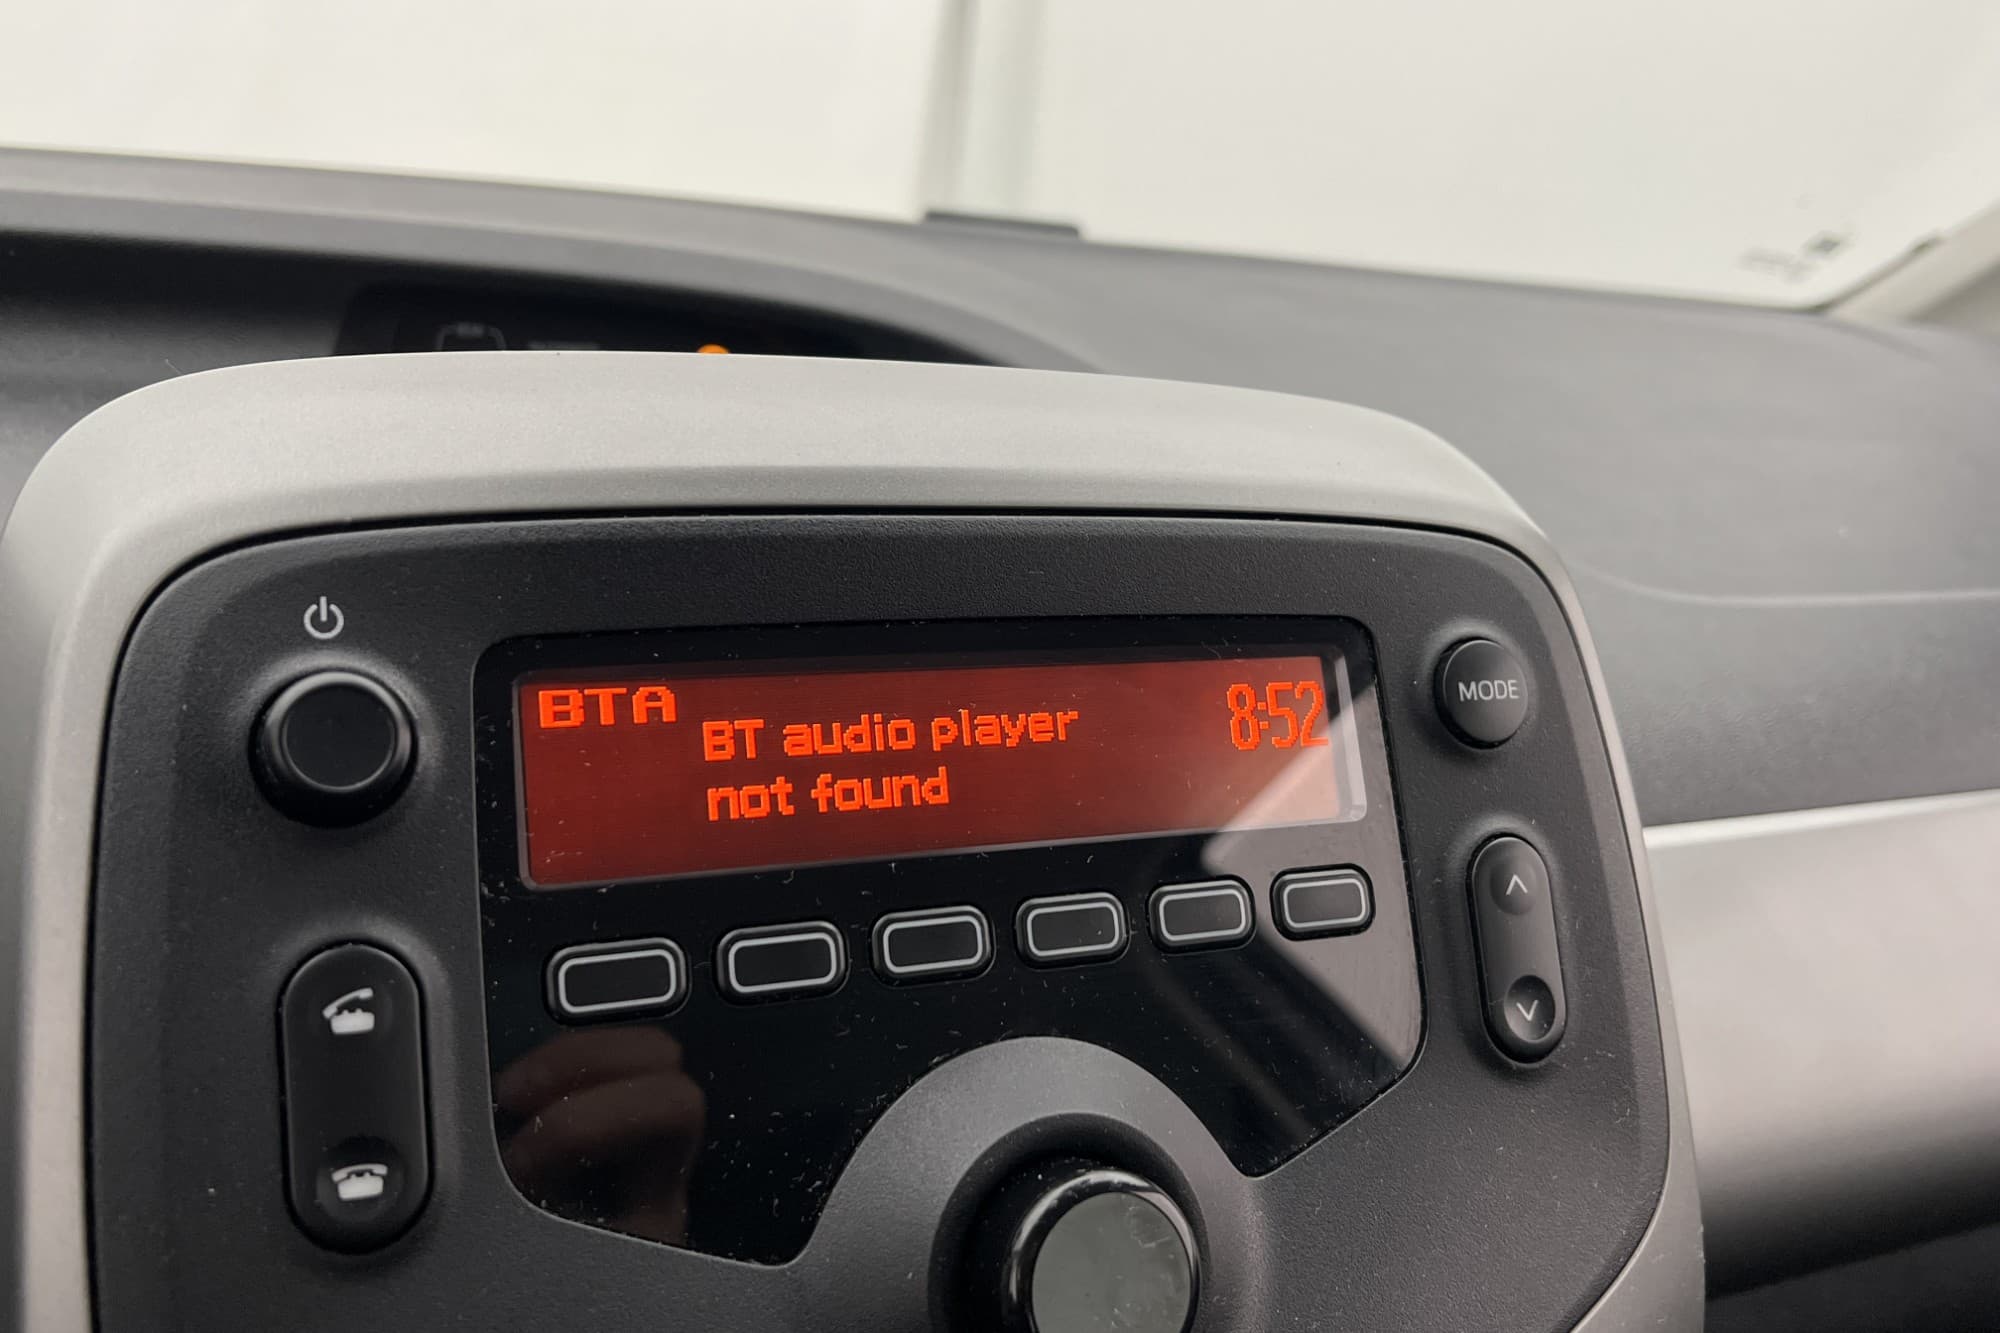 BTA
BT audio player
not found
8:52
MODE